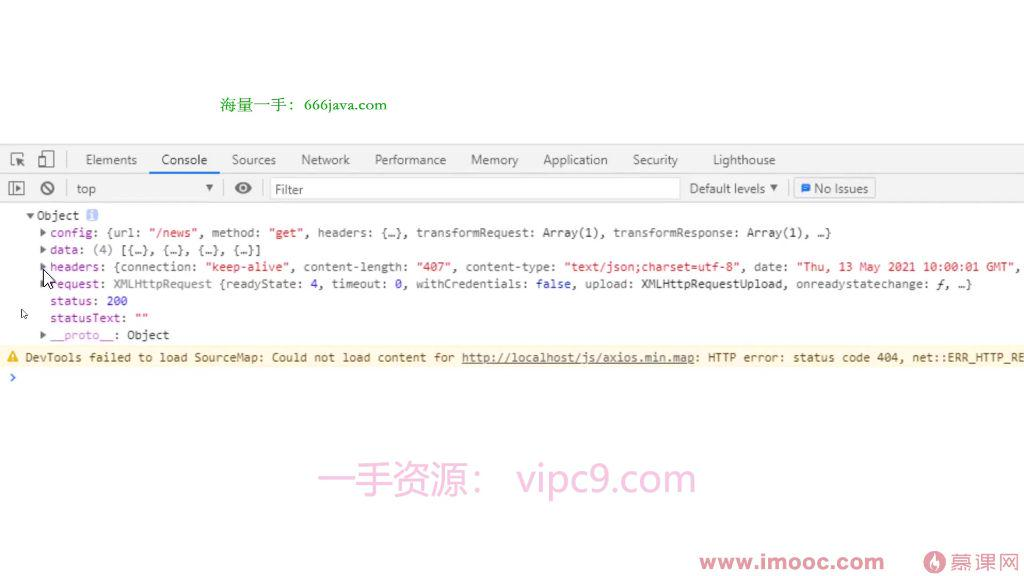 海量一手：666java.com
Elements Console Sources Network Performance Memory Application Security Lighthouse
top Filter Default levels No Issues
Object
config: {url: "/news", method: "get", headers: {…}, transformRequest: Array(1), transformResponse: Array(1), …}
data: (4) [{…}, {…}, {…}, {…}]
headers: {connection: "keep-alive", content-length: "407", content-type: "text/json;charset=utf-8", date: "Thu, 13 May 2021 10:00:01 GMT",
request: XMLHttpRequest {readyState: 4, timeout: 0, withCredentials: false, upload: XMLHttpRequestUpload, onreadystatechange: ƒ, …}
status: 200
statusText: ""
__proto__: Object
DevTools failed to load SourceMap: Could not load content for http://localhost/js/axios.min.map: HTTP error: status code 404, net::ERR_HTTP_RE
一手资源： vipc9.com
www.imooc.com 慕课网